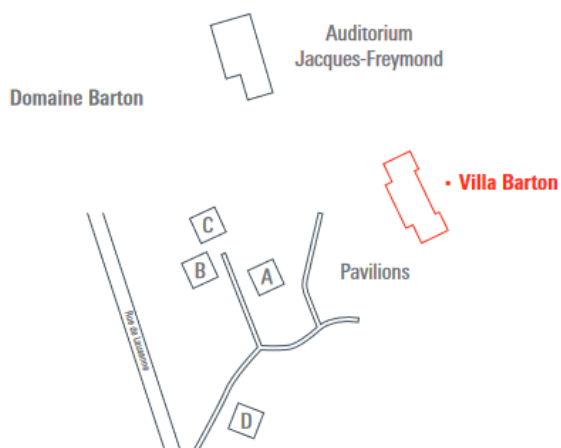 Auditorium
Jacques-Freymond
Domaine Barton
Villa Barton
C
B
A
Pavilions
Rue de Lausanne
D